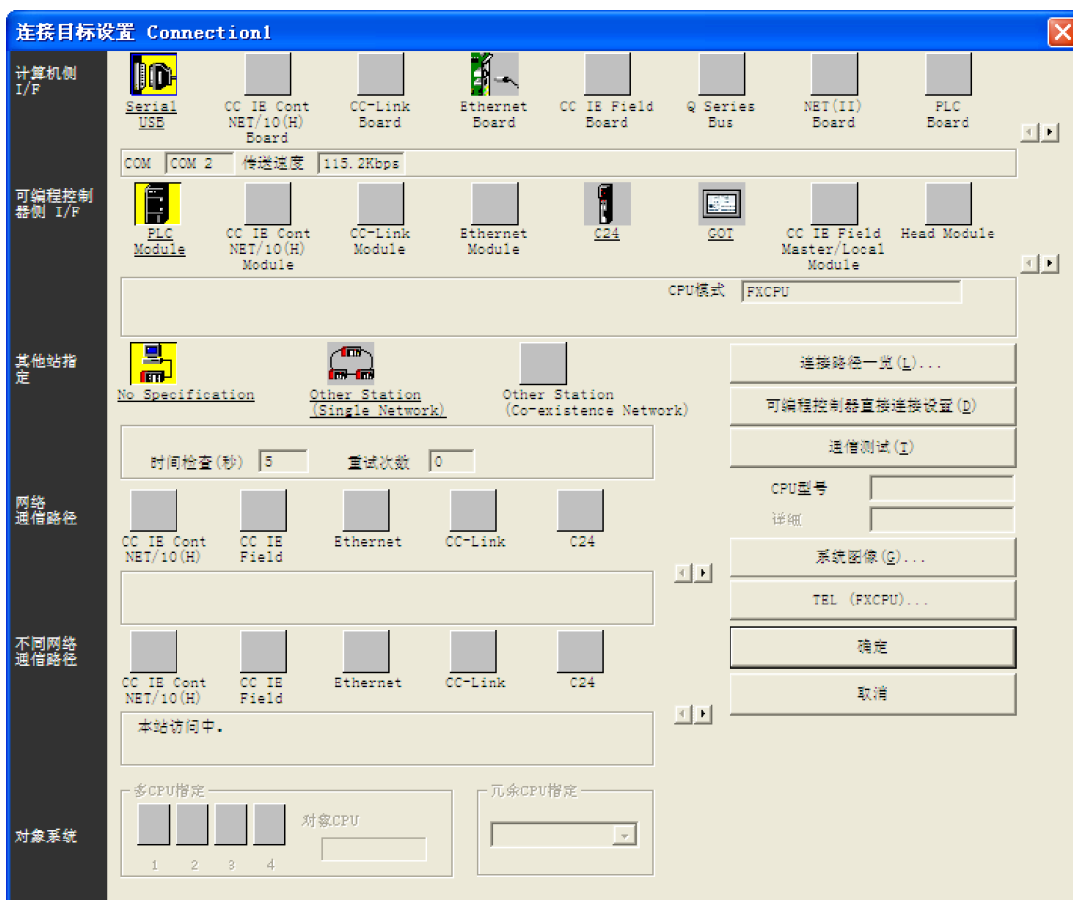 连接目标设置 Connection1
计算机侧
I/F
Serial
USB
CC IE Cont
NET/10(H)
Board
CC-Link
Board
Ethernet
Board
CC IE Field
Board
Q Series
Bus
NET(II)
Board
PLC
Board
COM COM 2 传送速度 115.2Kbps
可编程控制
器侧 I/F
PLC
Module
CC IE Cont
NET/10(H)
Module
CC-Link
Module
Ethernet
Module
C24
GOT
CC IE Field
Master/Local
Module
Head Module
CPU模式 FXCPU
其他站指
定
No Specification
Other Station
(Single Network)
Other Station
(Co-existence Network)
连接路径一览(L)...
可编程控制器直接连接设置(D)
通信测试(T)
时间检查(秒) 5 重试次数 0
CPU型号
详细
网络
通信路径
CC IE Cont
NET/10(H)
CC IE
Field
Ethernet
CC-Link
C24
系统图像(G)...
TEL (FXCPU)...
确定
取消
不同网络
通信路径
CC IE Cont
NET/10(H)
CC IE
Field
Ethernet
CC-Link
C24
本站访问中.
对象系统
多CPU指定
1 2 3 4
对象CPU
冗余CPU指定